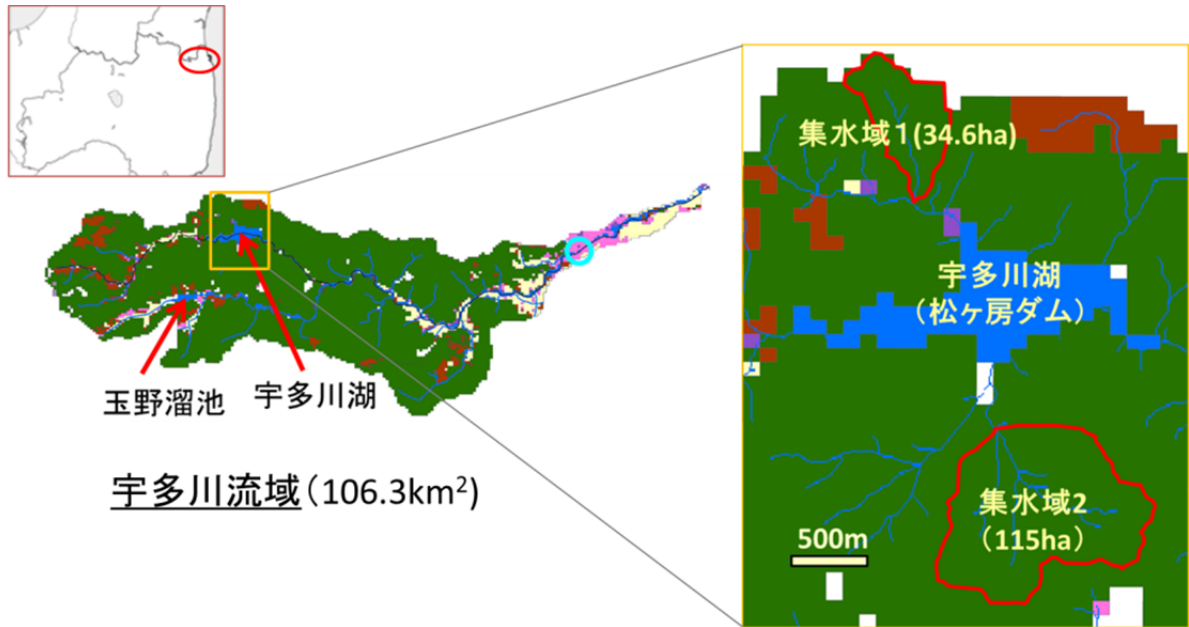 集水域1(34.6ha)
宇多川湖
(松ヶ房ダム)
玉野溜池
宇多川湖
宇多川流域(106.3km²)
集水域2
(115ha)
500m